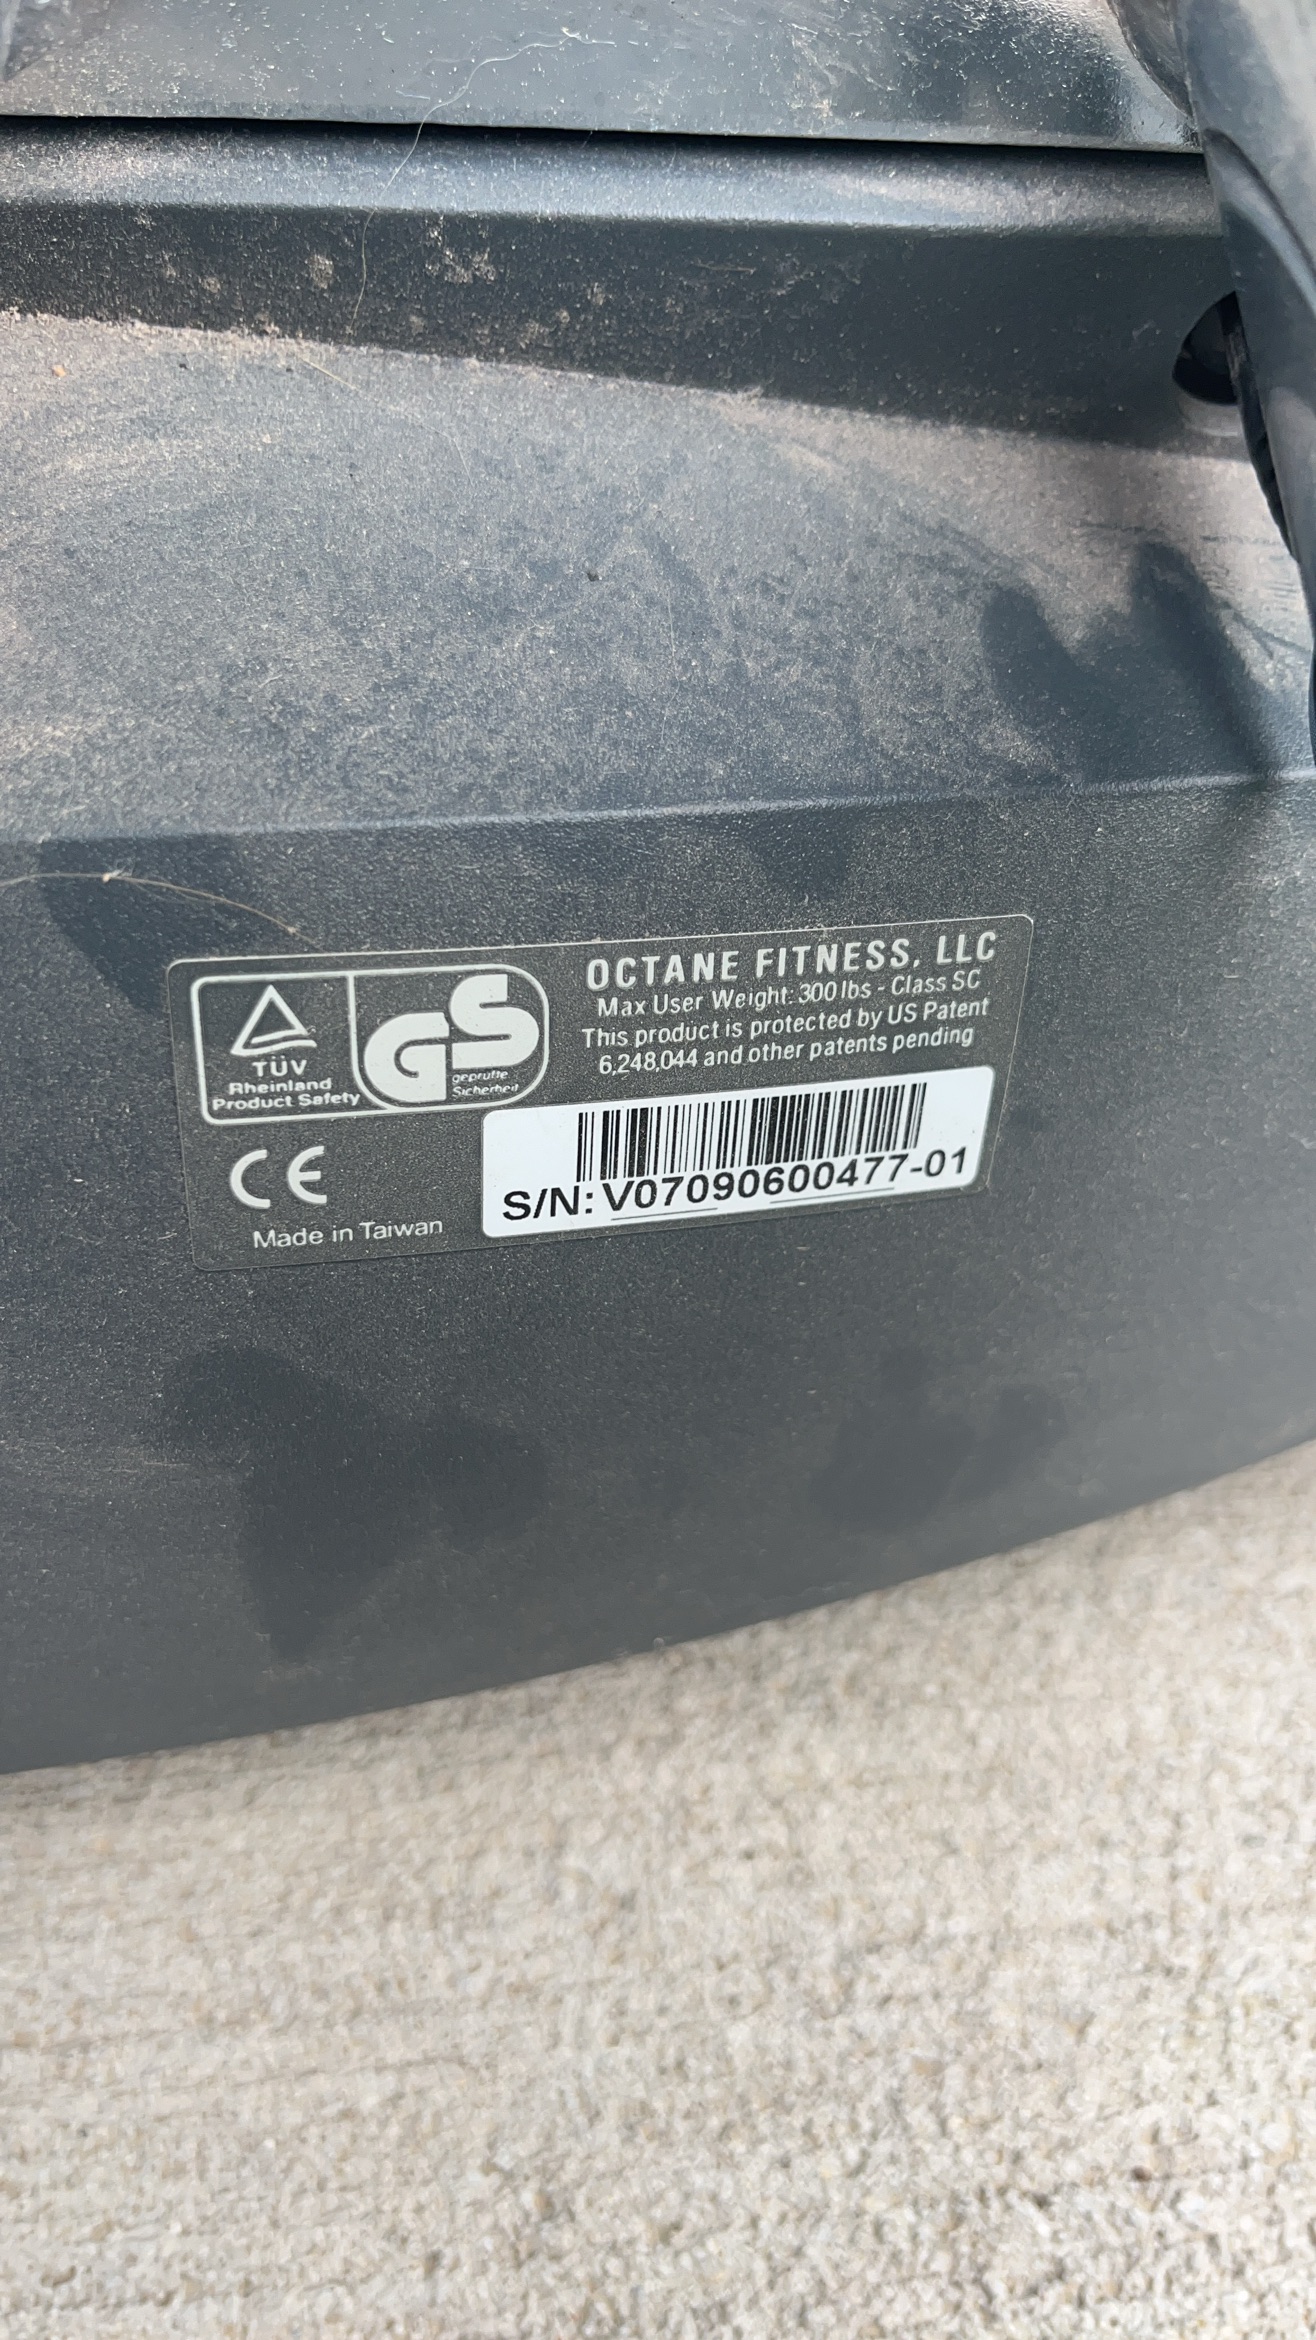 OCTANE FITNESS, LLC
Max User Weight: 300 lbs - Class SC
This product is protected by US Patent
6,248,044 and other patents pending
TÜV
Rheinland
Product Safety
GS
geprüfte
Sicherheit
CE
Made in Taiwan
S/N: V07090600477-01